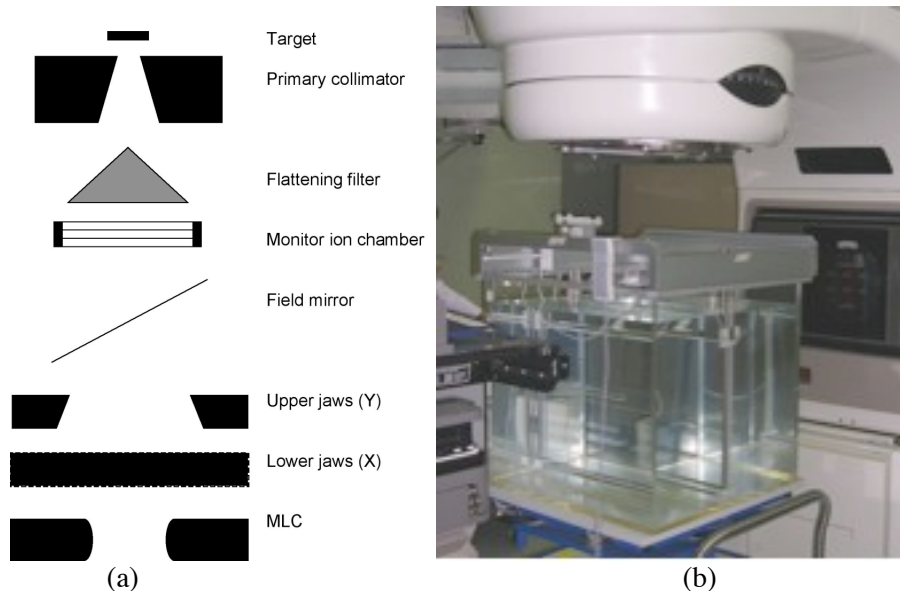 Target
Primary collimator
Flattening filter
Monitor ion chamber
Field mirror
Upper jaws (Y)
Lower jaws (X)
MLC
(a)
(b)